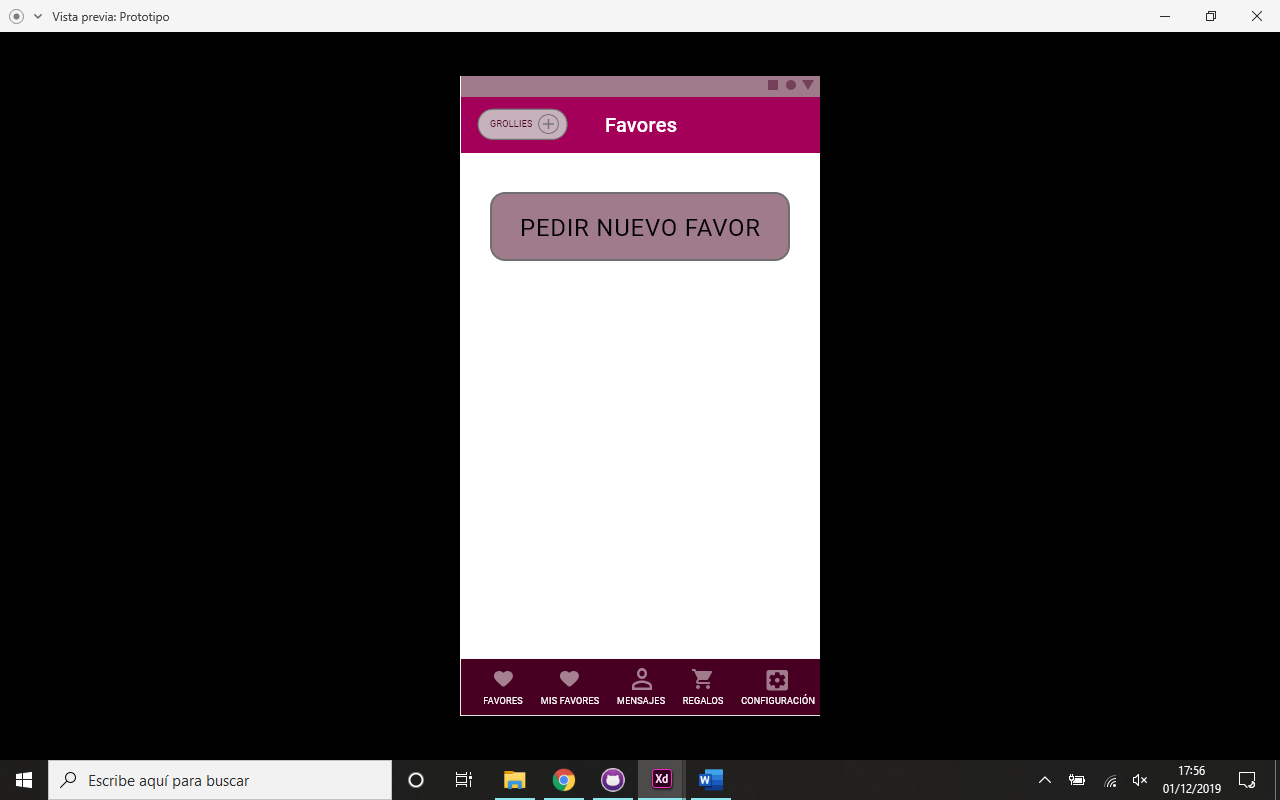 Vista previa: Prototipo
GROLLIES
Favores
PEDIR NUEVO FAVOR
FAVORES MIS FAVORES MENSAJES REGALOS CONFIGURACIÓN
Escribe aquí para buscar
Xd
W
17:56
01/12/2019